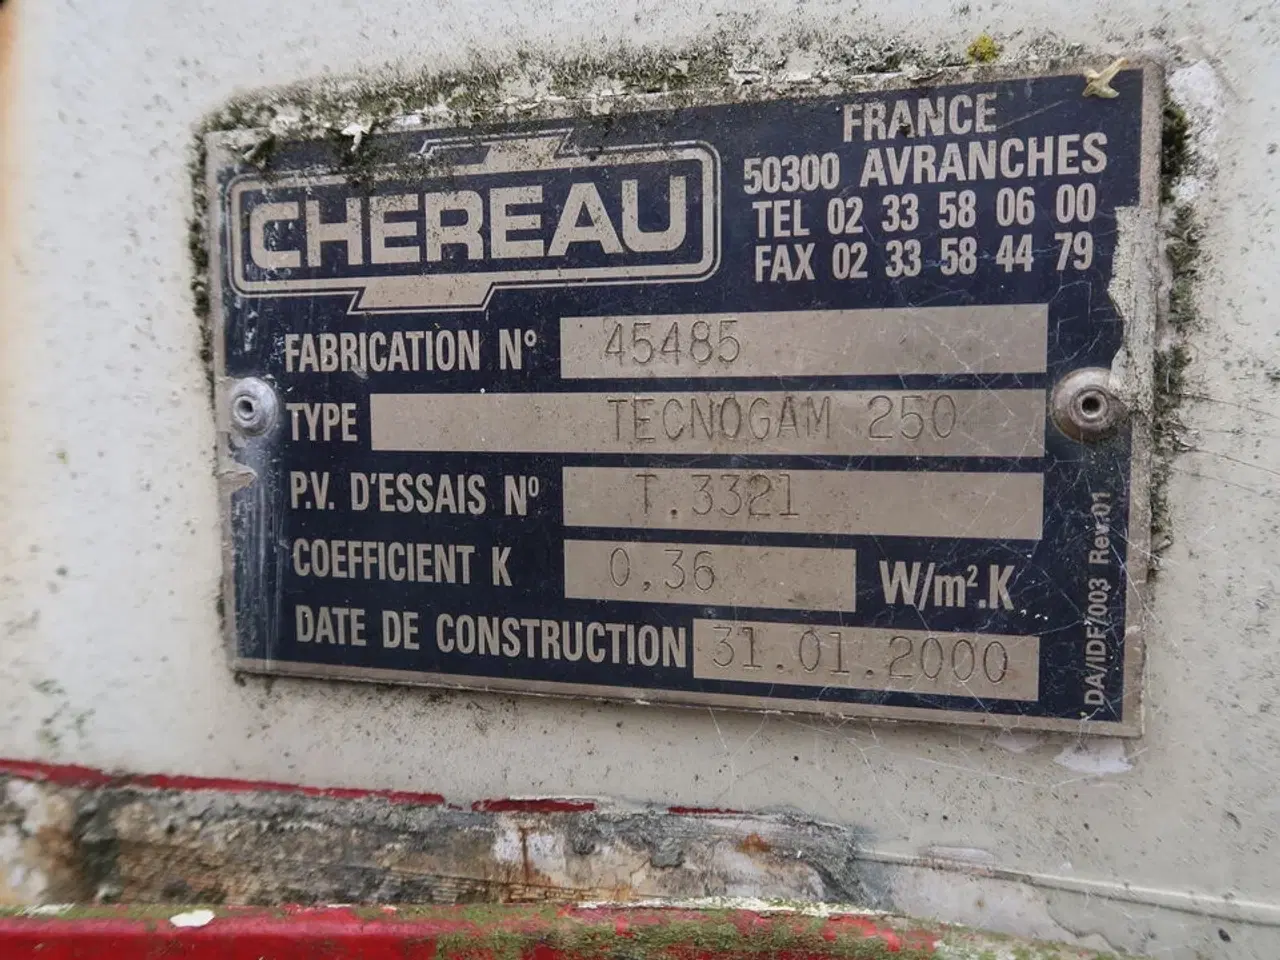 CHEREAU
FRANCE
50300 AVRANCHES
TEL 02 33 58 06 00
FAX 02 33 58 44 79
FABRICATION N° 45485
TYPE TECNOGAM 250
P.V. D'ESSAIS N° T.3321
COEFFICIENT K 0,36 W/m².K
DATE DE CONSTRUCTION 31.01.2000
DA/IDF/003 Rev.01